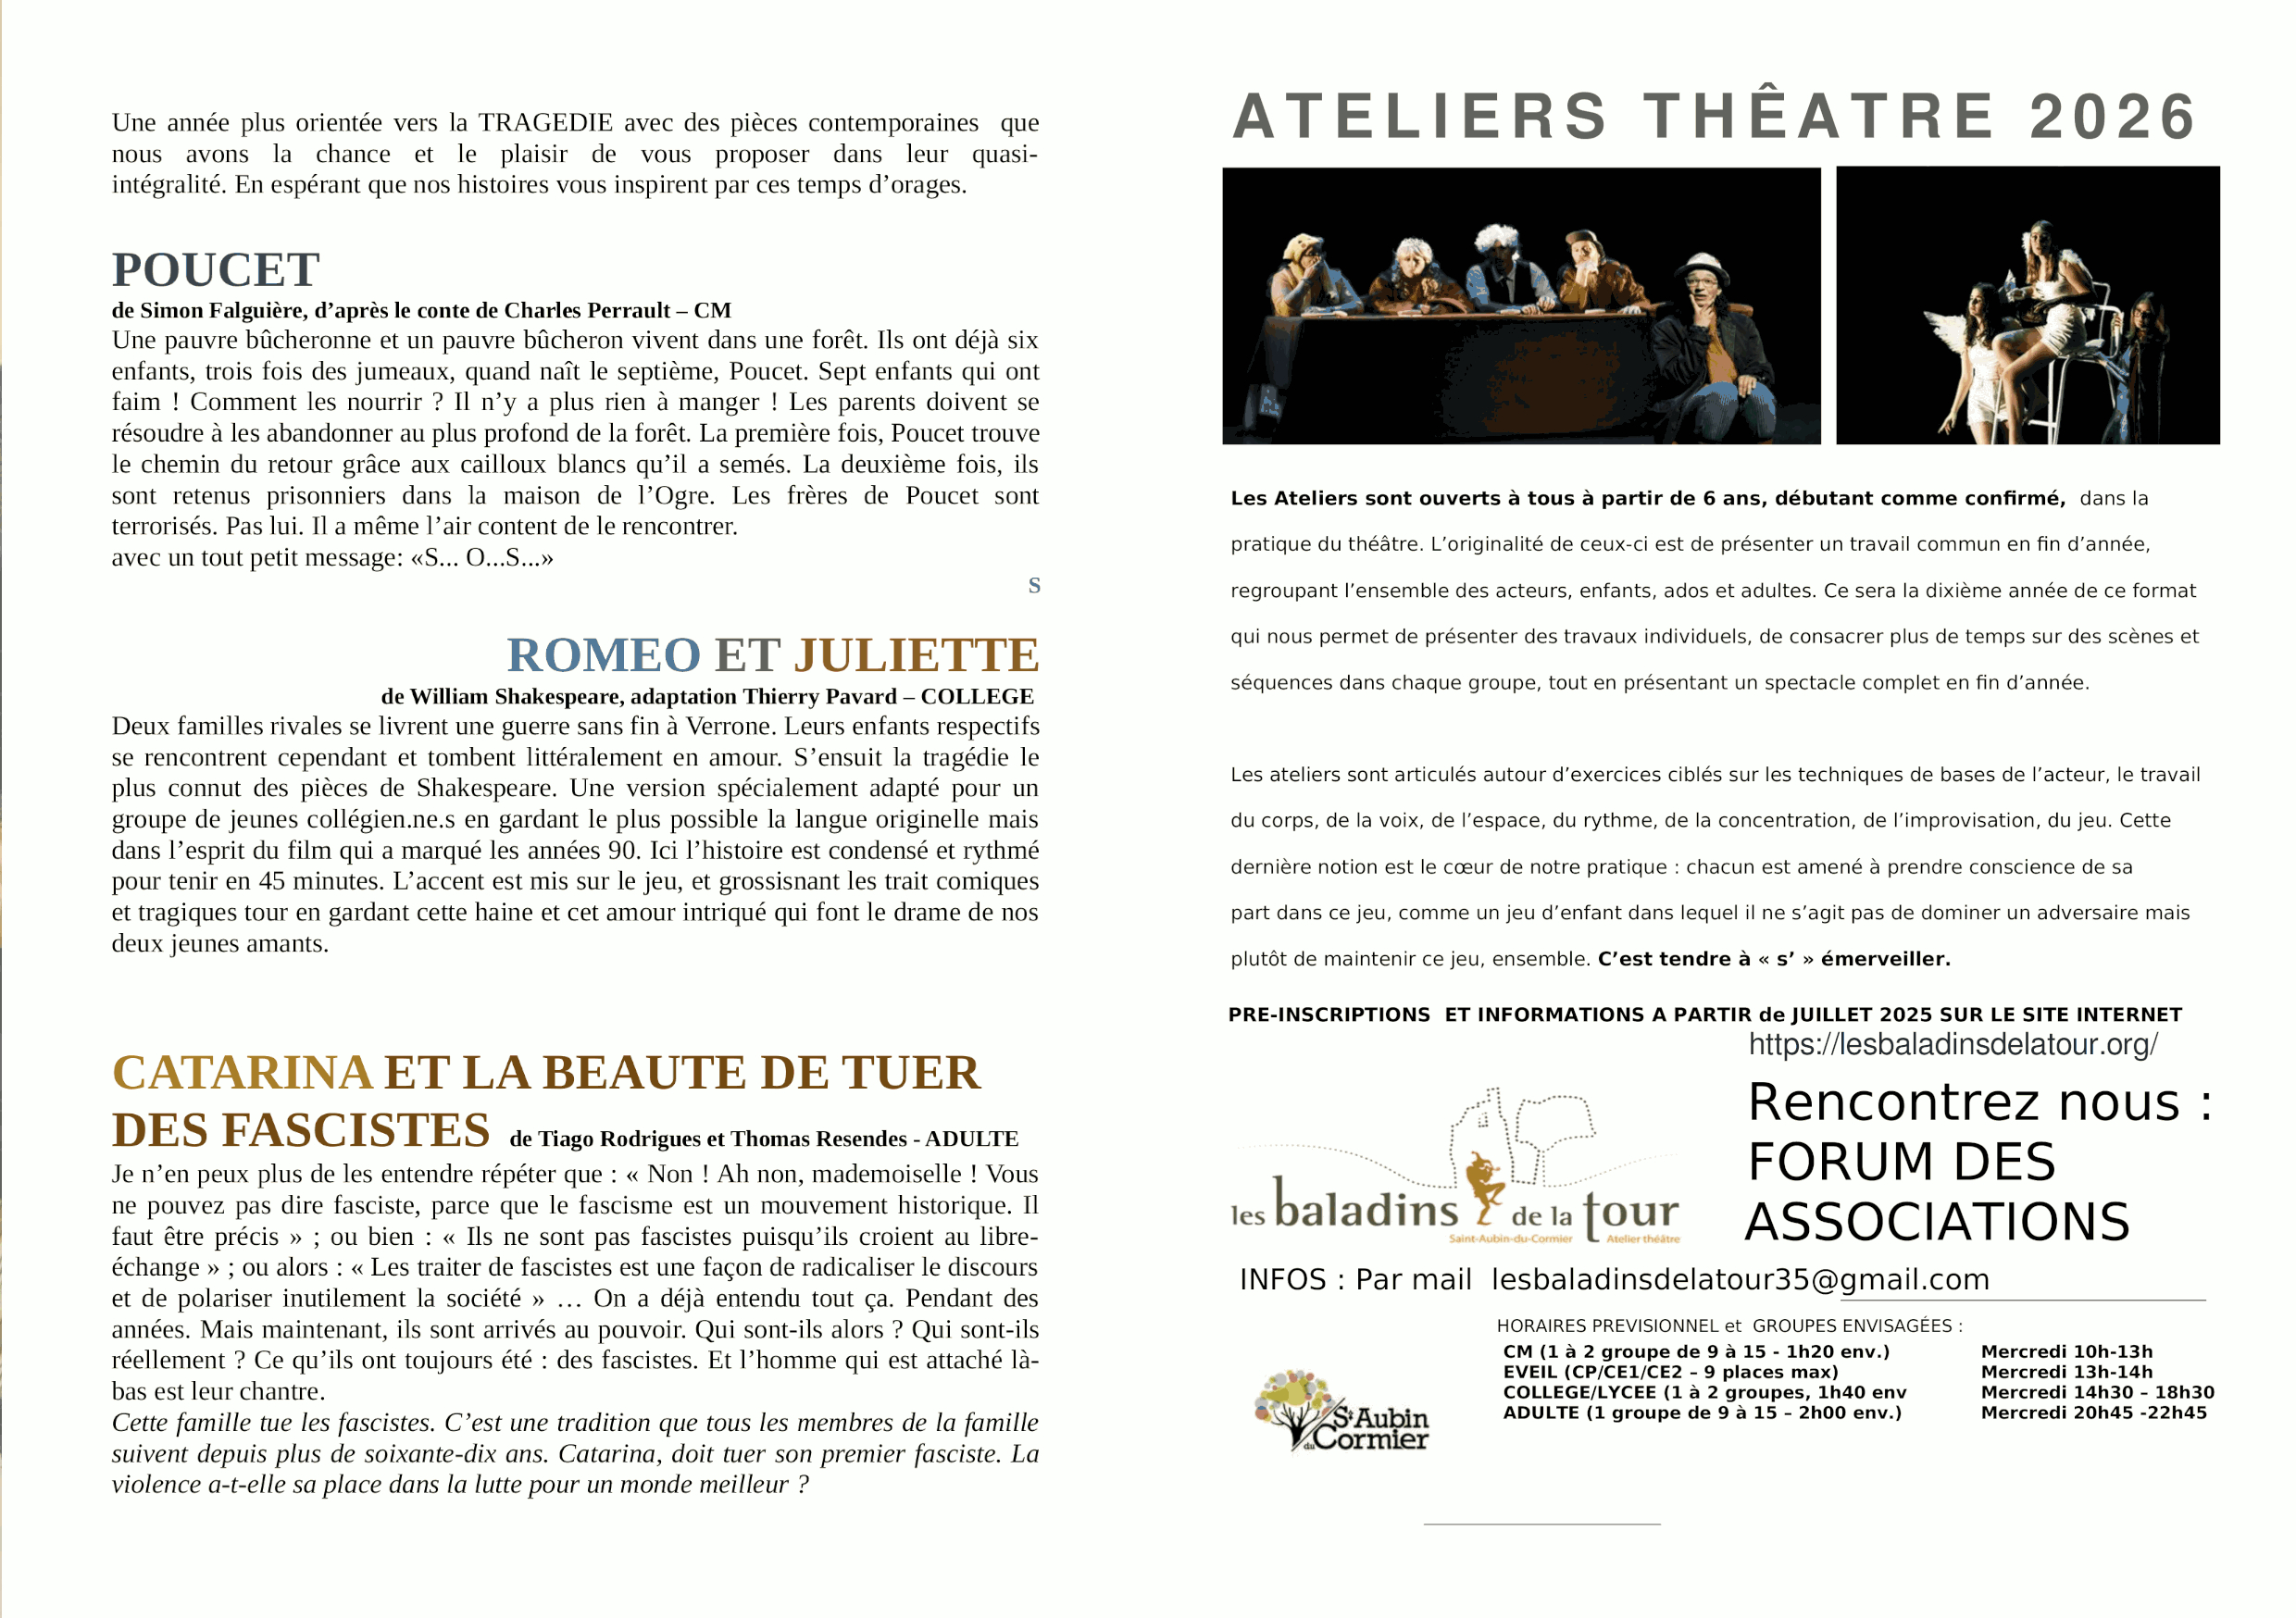 Une année plus orientée vers la TRAGEDIE avec des pièces contemporaines que
nous avons la chance et le plaisir de vous proposer dans leur quasi-
intégralité. En espérant que nos histoires vous inspirent par ces temps d’orages.
POUCET
de Simon Falguière, d’après le conte de Charles Perrault – CM
Une pauvre bûcheronne et un pauvre bûcheron vivent dans une forêt. Ils ont déjà six
enfants, trois fois des jumeaux, quand naît le septième, Poucet. Sept enfants qui ont
faim ! Comment les nourrir ? Il n’y a plus rien à manger ! Les parents doivent se
résoudre à les abandonner au plus profond de la forêt. La première fois, Poucet trouve
le chemin du retour grâce aux cailloux blancs qu’il a semés. La deuxième fois, ils
sont retenus prisonniers dans la maison de l’Ogre. Les frères de Poucet sont
terrorisés. Pas lui. Il a même l’air content de le rencontrer.
avec un tout petit message: «S... O...S...»
S
ROMEO ET JULIETTE
de William Shakespeare, adaptation Thierry Pavard – COLLEGE
Deux familles rivales se livrent une guerre sans fin à Verrone. Leurs enfants respectifs
se rencontrent cependant et tombent littéralement en amour. S’ensuit la tragédie le
plus connut des pièces de Shakespeare. Une version spécialement adapté pour un
groupe de jeunes collégien.ne.s en gardant le plus possible la langue originelle mais
dans l’esprit du film qui a marqué les années 90. Ici l’histoire est condensé et rythmé
pour tenir en 45 minutes. L’accent est mis sur le jeu, et grossisnant les trait comiques
et tragiques tour en gardant cette haine et cet amour intriqué qui font le drame de nos
deux jeunes amants.
CATARINA ET LA BEAUTE DE TUER
DES FASCISTES de Tiago Rodrigues et Thomas Resendes - ADULTE
Je n’en peux plus de les entendre répéter que : « Non ! Ah non, mademoiselle ! Vous
ne pouvez pas dire fasciste, parce que le fascisme est un mouvement historique. Il
faut être précis » ; ou bien : « Ils ne sont pas fascistes puisqu’ils croient au libre-
échange » ; ou alors : « Les traiter de fascistes est une façon de radicaliser le discours
et de polariser inutilement la société » … On a déjà entendu tout ça. Pendant des
années. Mais maintenant, ils sont arrivés au pouvoir. Qui sont-ils alors ? Qui sont-ils
réellement ? Ce qu’ils ont toujours été : des fascistes. Et l’homme qui est attaché là-
bas est leur chantre.
Cette famille tue les fascistes. C’est une tradition que tous les membres de la famille
suivent depuis plus de soixante-dix ans. Catarina, doit tuer son premier fasciste. La
violence a-t-elle sa place dans la lutte pour un monde meilleur ?
ATELIERS THÊATRE 2026
Les Ateliers sont ouverts à tous à partir de 6 ans, débutant comme confirmé, dans la
pratique du théâtre. L’originalité de ceux-ci est de présenter un travail commun en fin d’année,
regroupant l’ensemble des acteurs, enfants, ados et adultes. Ce sera la dixième année de ce format
qui nous permet de présenter des travaux individuels, de consacrer plus de temps sur des scènes et
séquences dans chaque groupe, tout en présentant un spectacle complet en fin d’année.
Les ateliers sont articulés autour d’exercices ciblés sur les techniques de bases de l’acteur, le travail
du corps, de la voix, de l’espace, du rythme, de la concentration, de l’improvisation, du jeu. Cette
dernière notion est le cœur de notre pratique : chacun est amené à prendre conscience de sa
part dans ce jeu, comme un jeu d’enfant dans lequel il ne s’agit pas de dominer un adversaire mais
plutôt de maintenir ce jeu, ensemble. C’est tendre à « s’ » émerveiller.
PRE-INSCRIPTIONS ET INFORMATIONS A PARTIR de JUILLET 2025 SUR LE SITE INTERNET
https://lesbaladinsdelatour.org/
Rencontrez nous :
FORUM DES
ASSOCIATIONS
les baladins de la tour
Saint-Aubin-du-Cormier Atelier théâtre
INFOS : Par mail lesbaladinsdelatour35@gmail.com
HORAIRES PREVISIONNEL et GROUPES ENVISAGÉES :
CM (1 à 2 groupe de 9 à 15 - 1h20 env.) Mercredi 10h-13h
EVEIL (CP/CE1/CE2 – 9 places max) Mercredi 13h-14h
COLLEGE/LYCEE (1 à 2 groupes, 1h40 env Mercredi 14h30 – 18h30
ADULTE (1 groupe de 9 à 15 – 2h00 env.) Mercredi 20h45 -22h45
St Aubin
du Cormier